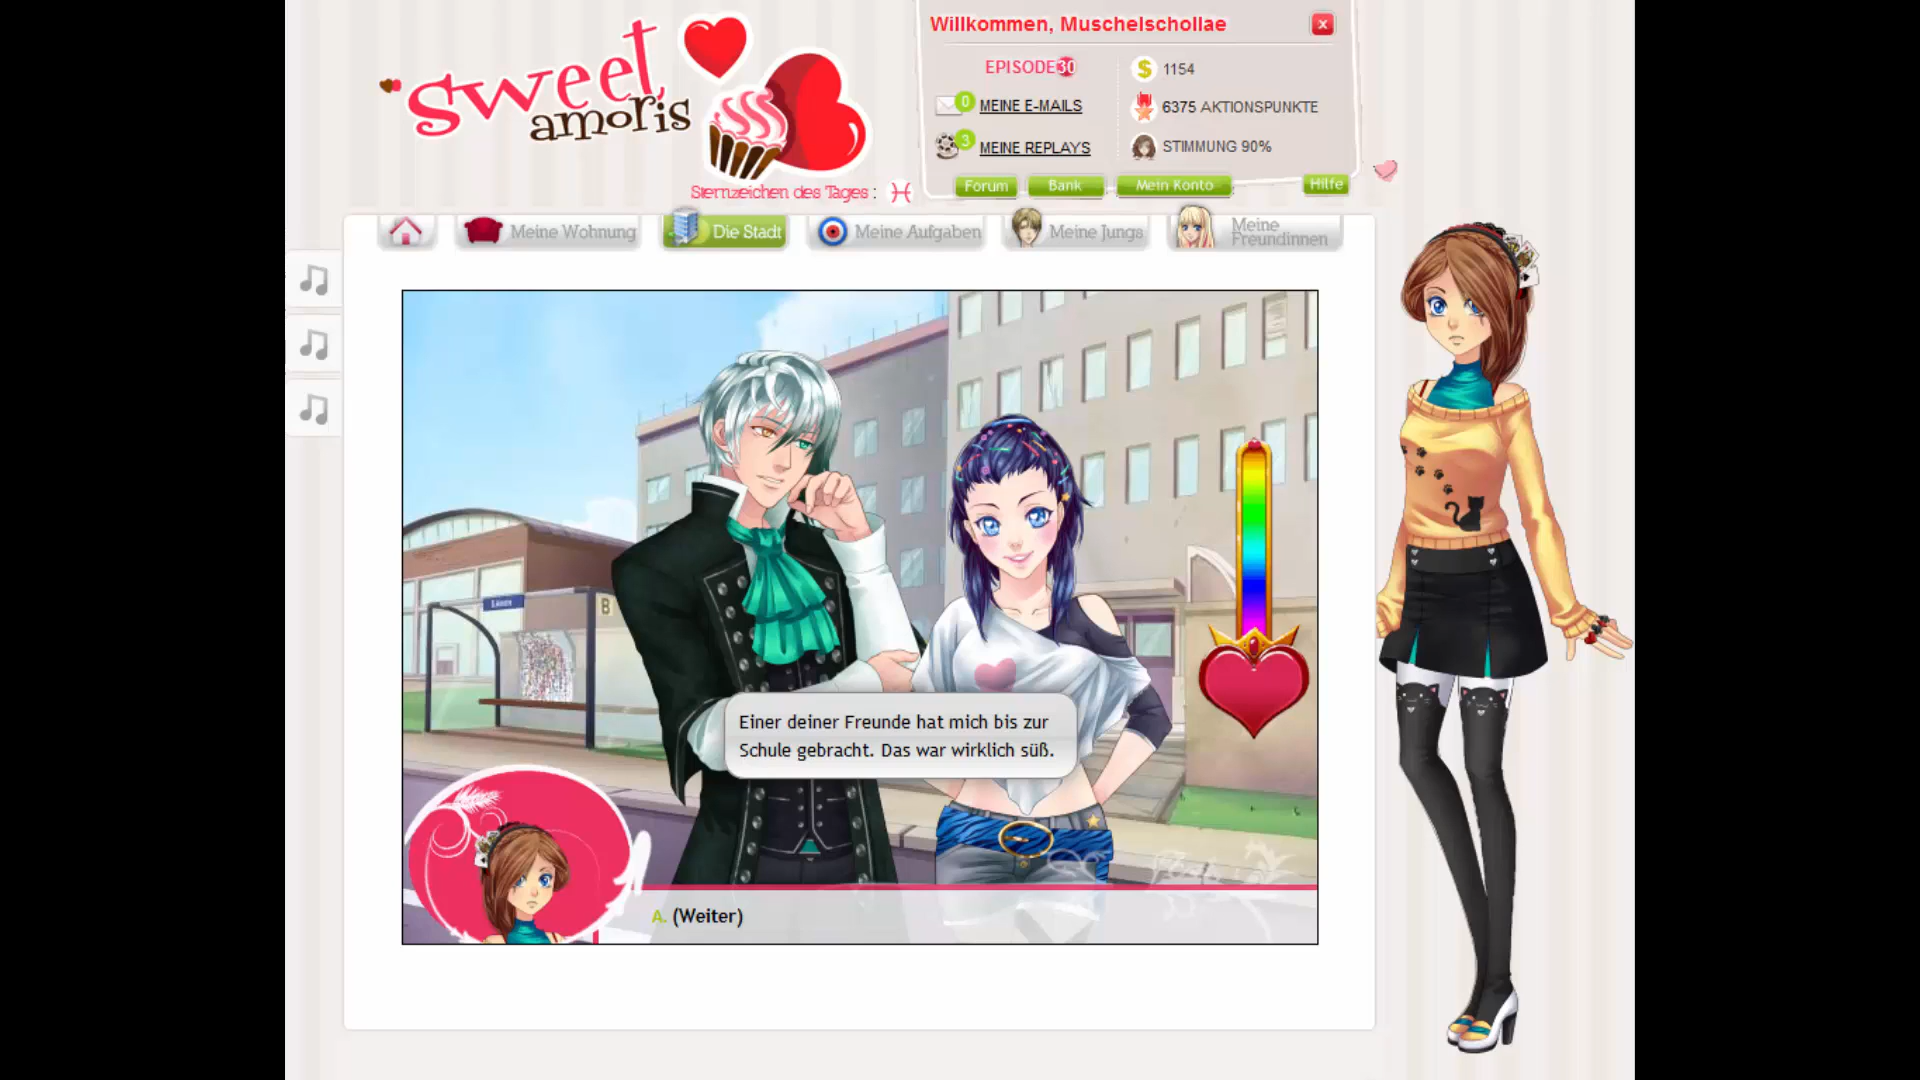 sweet
amoris
Sternzeichen des Tages :
Willkommen, Muschelschollae
x
EPISODE 30
$ 1154
0 MEINE E-MAILS
6375 AKTIONSPUNKTE
3 MEINE REPLAYS
STIMMUNG 90%
Forum
Bank
Mein Konto
Hilfe
Meine Wohnung
Die Stadt
Meine Aufgaben
Meine Jungs
Meine
Freundinnen
B
Einer deiner Freunde hat mich bis zur
Schule gebracht. Das war wirklich süß.
A. (Weiter)